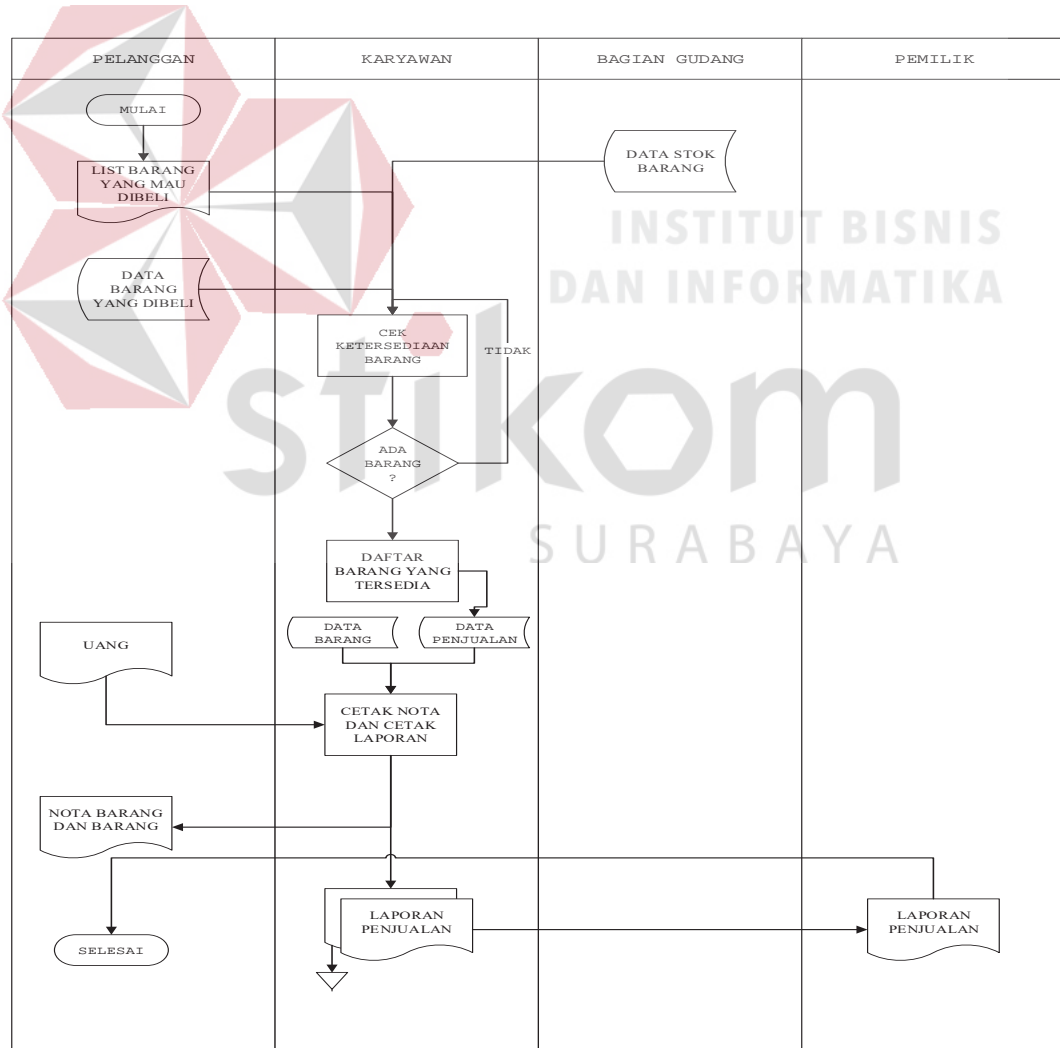 PELANGGAN
KARYAWAN
BAGIAN GUDANG
PEMILIK
MULAI
LIST BARANG
YANG MAU
DIBELI
DATA STOK
BARANG
INSTITUT BISNIS
DAN INFORMATIKA
DATA
BARANG
YANG DIBELI
CEK
KETERSEDIAAN
BARANG
TIDAK
stikom
SURABAYA
ADA
BARANG
?
DAFTAR
BARANG YANG
TERSEDIA
DATA
BARANG
DATA
PENJUALAN
UANG
CETAK NOTA
DAN CETAK
LAPORAN
NOTA BARANG
DAN BARANG
LAPORAN
PENJUALAN
LAPORAN
PENJUALAN
SELESAI